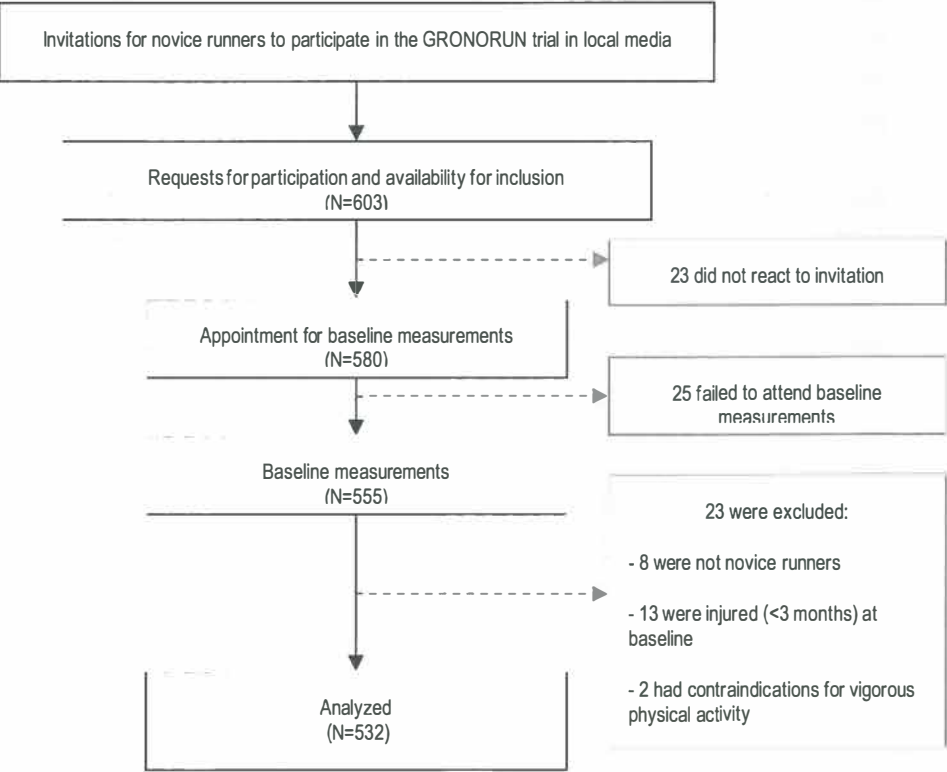 Invitations for novice runners to participate in the GRONORUN trial in local media
Requests for participation and availability for inclusion
(N=603)
23 did not react to invitation
Appointment for baseline measurements
(N=580)
25 failed to attend baseline
measurements
Baseline measurements
(N=555)
23 were excluded:
- 8 were not novice runners
- 13 were injured (<3 months) at
baseline
- 2 had contraindications for vigorous
physical activity
Analyzed
(N=532)